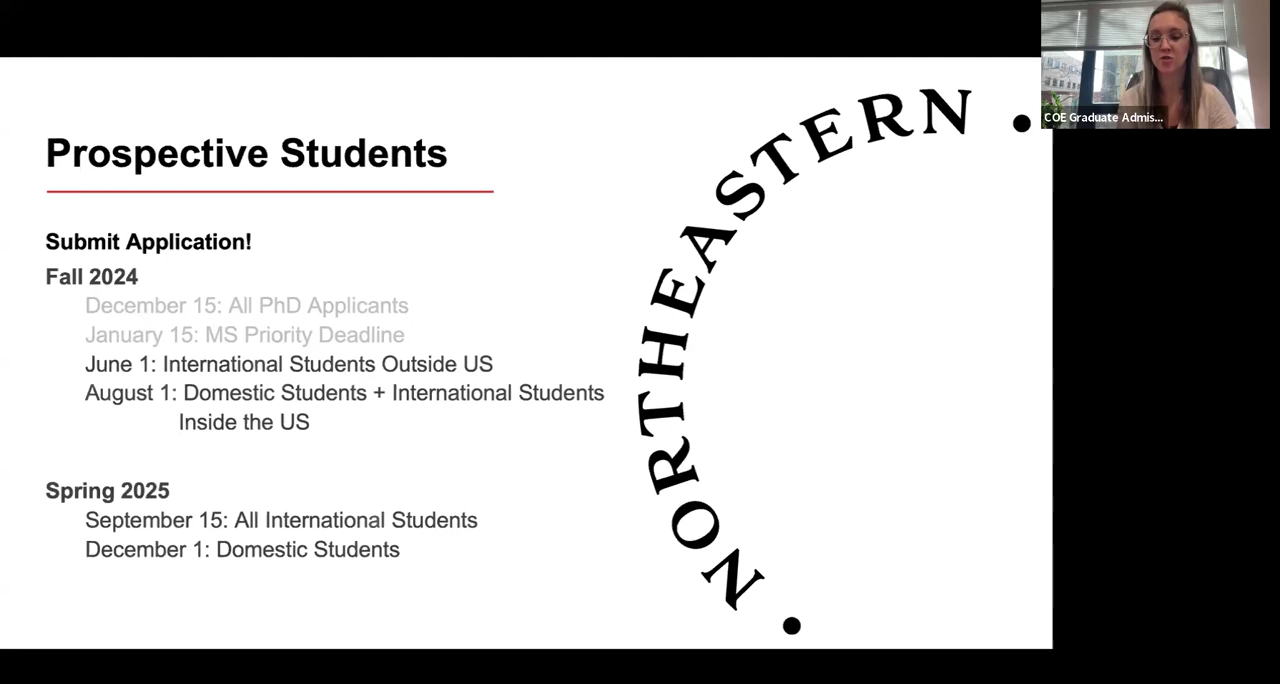 Prospective Students
Submit Application!
Fall 2024
December 15: All PhD Applicants
January 15: MS Priority Deadline
June 1: International Students Outside US
August 1: Domestic Students + International Students
Inside the US
Spring 2025
September 15: All International Students
December 1: Domestic Students
NORTHEASTERN
COE Graduate Admis...